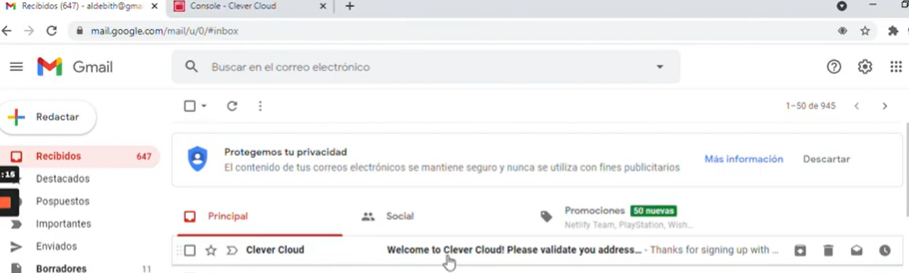 Recibidos (647) - aldebith@gma
Console - Clever Cloud
mail.google.com/mail/u/0/#inbox
Gmail
Buscar en el correo electrónico
Redactar
1–50 de 945
Recibidos 647
Protegemos tu privacidad
El contenido de tus correos electrónicos se mantiene seguro y nunca se utiliza con fines publicitarios
Más información
Descartar
:15
Destacados
Pospuestos
Importantes
Enviados
Borradores 11
Principal
Social
Promociones 50 nuevas
Netlify Team, PlayStation, Wish...
Clever Cloud
Welcome to Clever Cloud! Please validate you address... - Thanks for signing up with ...